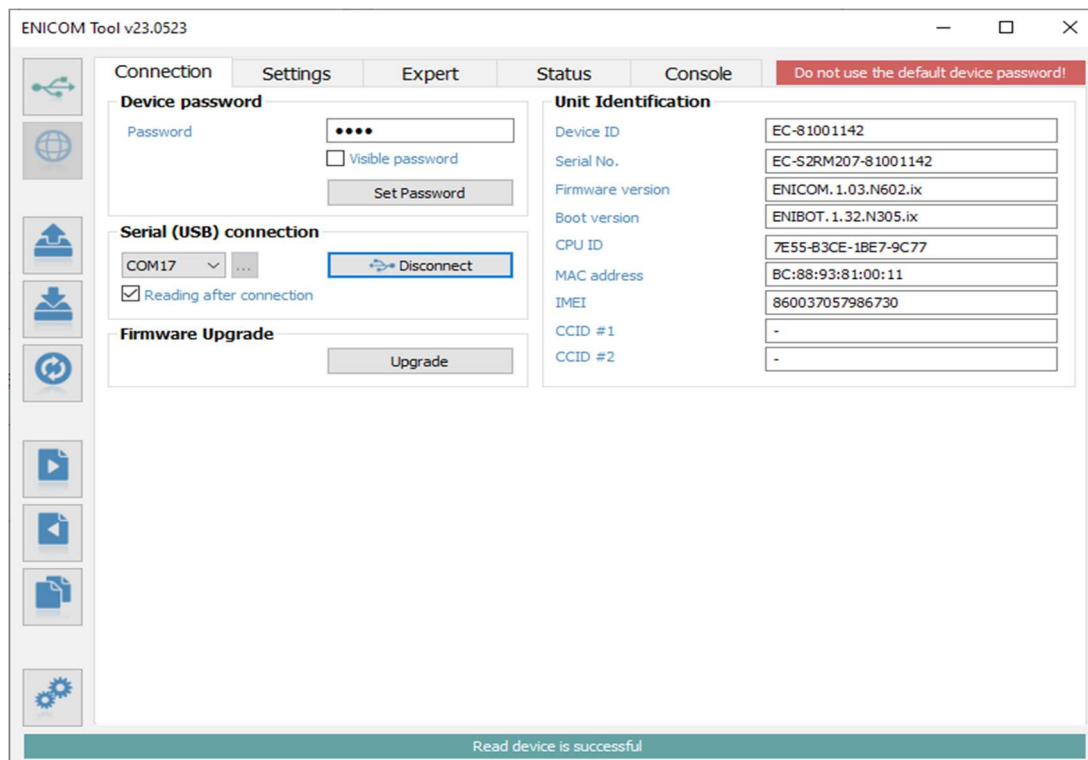 ENICOM Tool v23.0523
Connection
Settings
Expert
Status
Console
Do not use the default device password!
Device password
Password
••••
Visible password
Set Password
Serial (USB) connection
COM17
...
Disconnect
Reading after connection
Firmware Upgrade
Upgrade
Unit Identification
Device ID
EC-81001142
Serial No.
EC-S2RM207-81001142
Firmware version
ENICOM.1.03.N602.ix
Boot version
ENIBOT.1.32.N305.ix
CPU ID
7E55-B3CE-1BE7-9C77
MAC address
BC:88:93:81:00:11
IMEI
860037057986730
CCID #1
-
CCID #2
-
Read device is successful